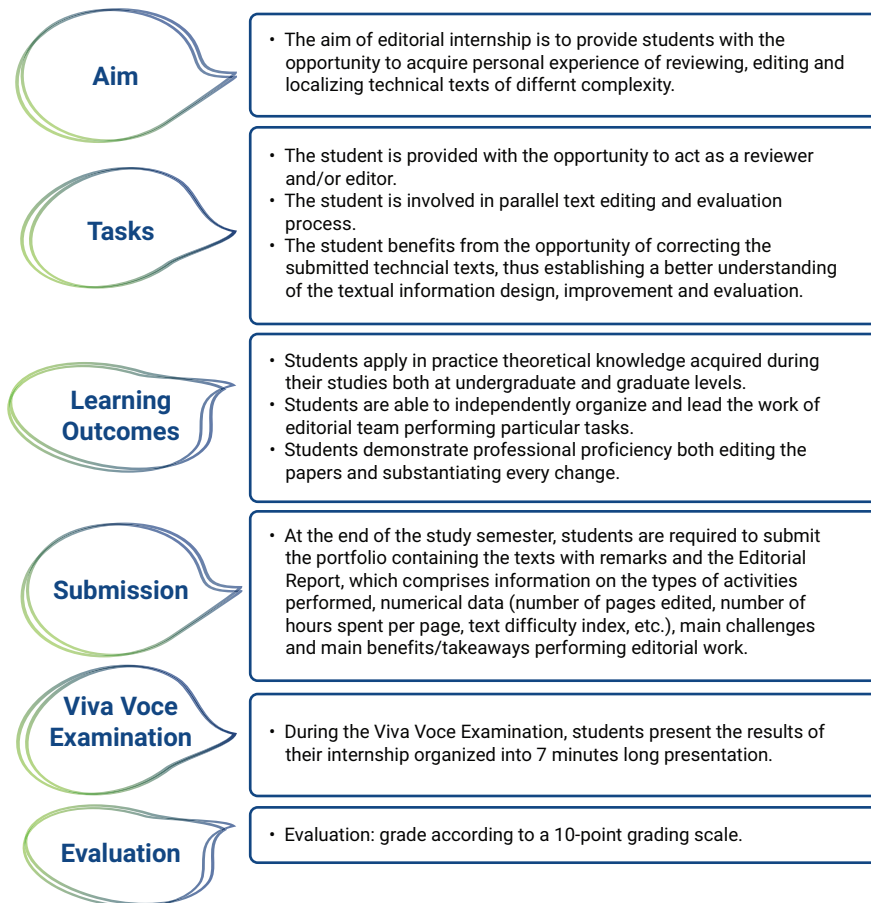 Aim
• The aim of editorial internship is to provide students with the
opportunity to acquire personal experience of reviewing, editing and
localizing technical texts of differnt complexity.
Tasks
• The student is provided with the opportunity to act as a reviewer
and/or editor.
• The student is involved in parallel text editing and evaluation
process.
• The student benefits from the opportunity of correcting the
submitted techncial texts, thus establishing a better understanding
of the textual information design, improvement and evaluation.
Learning
Outcomes
• Students apply in practice theoretical knowledge acquired during
their studies both at undergraduate and graduate levels.
• Students are able to independently organize and lead the work of
editorial team performing particular tasks.
• Students demonstrate professional proficiency both editing the
papers and substantiating every change.
Submission
• At the end of the study semester, students are required to submit
the portfolio containing the texts with remarks and the Editorial
Report, which comprises information on the types of activities
performed, numerical data (number of pages edited, number of
hours spent per page, text difficulty index, etc.), main challenges
and main benefits/takeaways performing editorial work.
Viva Voce
Examination
• During the Viva Voce Examination, students present the results of
their internship organized into 7 minutes long presentation.
Evaluation
• Evaluation: grade according to a 10-point grading scale.